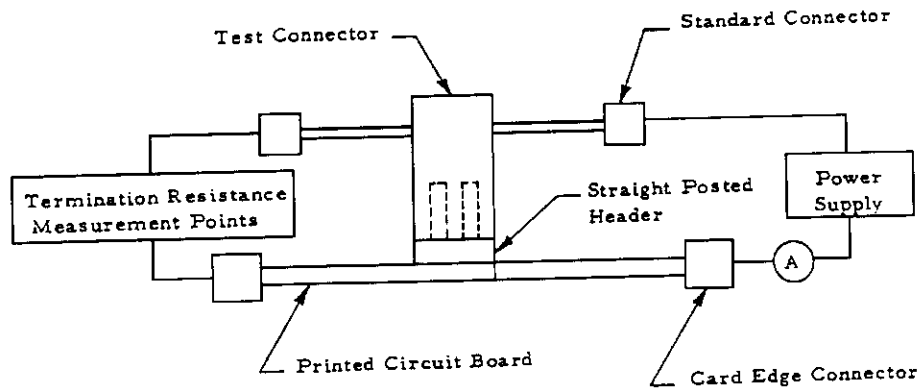 Test Connector
Standard Connector
Termination Resistance
Measurement Points
Straight Posted
Header
Power
Supply
A
Printed Circuit Board
Card Edge Connector